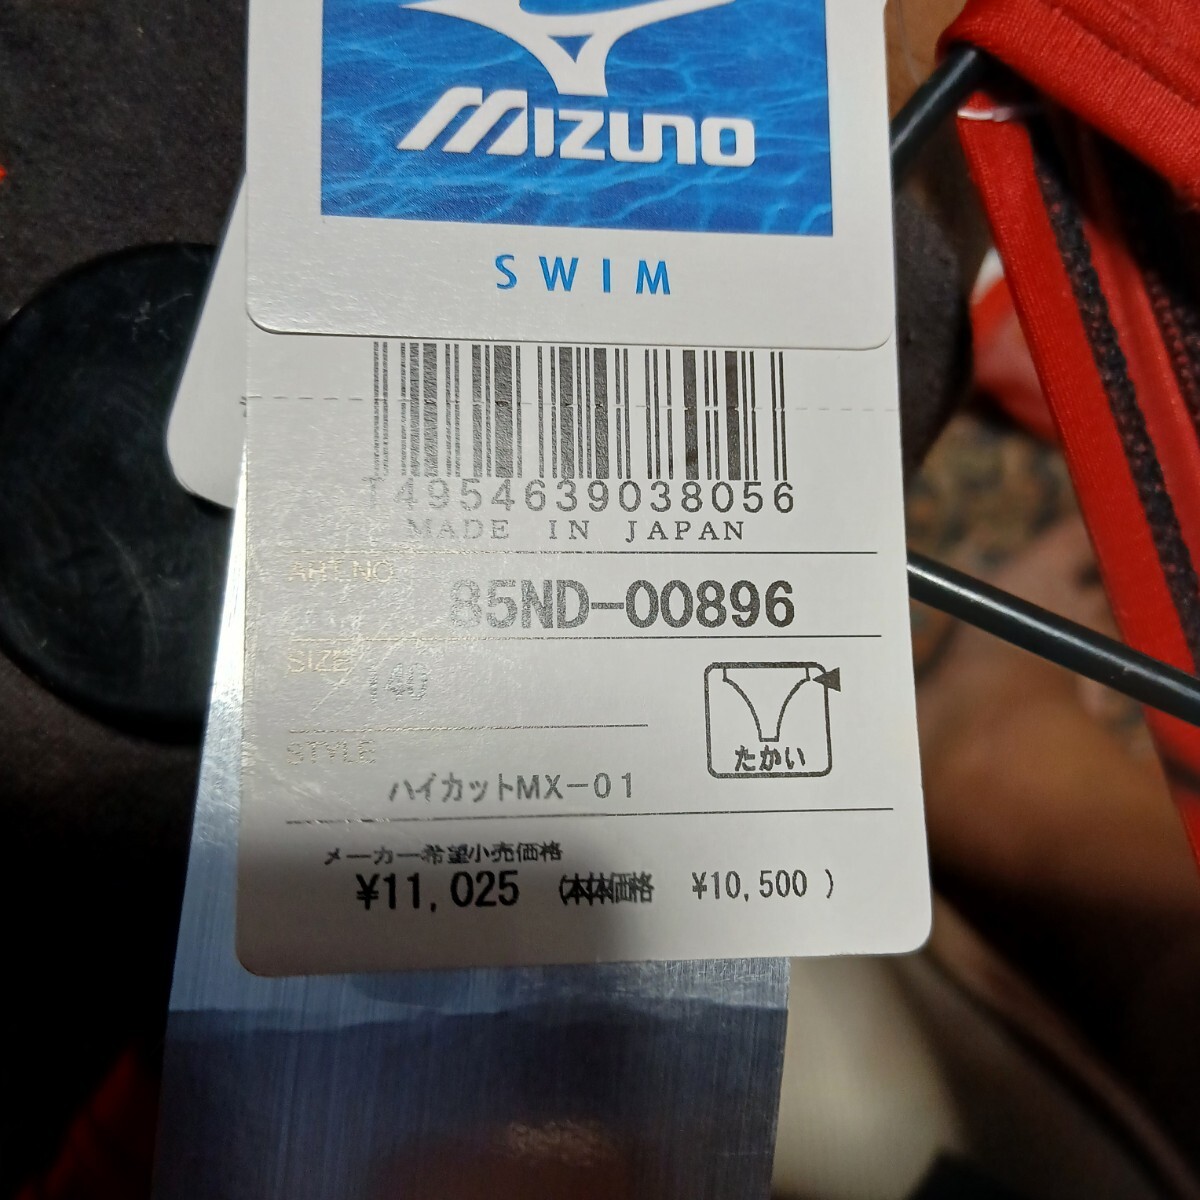 MIZUNO
SWIM
4954639038056
MADE IN JAPAN
ART.NO.
85ND-00896
SIZE
STYLE
たかい
ハイカットMX-01
メーカー希望小売価格
¥11,025 (本体価格 ¥10,500)